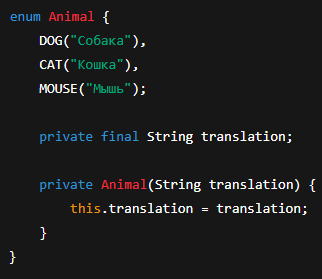 enum Animal {
DOG("Собака"),
CAT("Кошка"),
MOUSE("Мышь");
private final String translation;
private Animal(String translation) {
this.translation = translation;
}
}